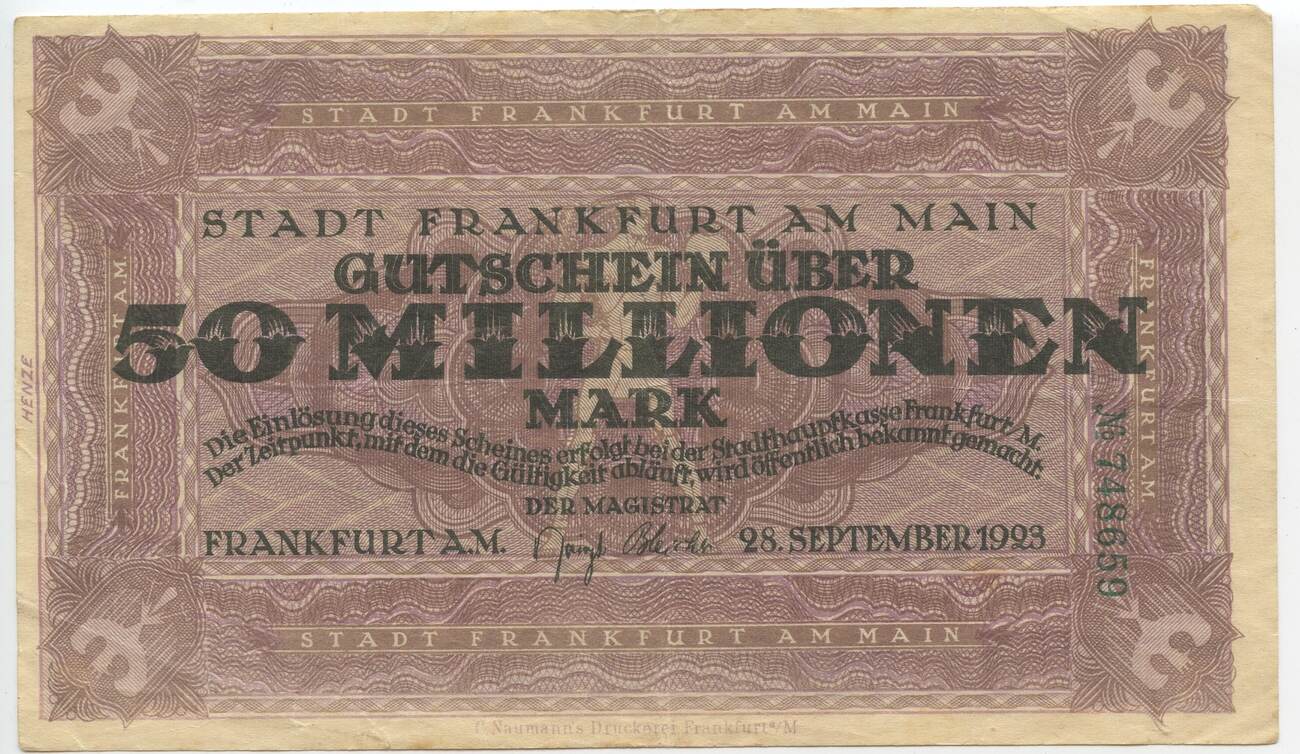 STADT FRANKFURT AM MAIN
STADT FRANKFURT AM MAIN
GUTSCHEIN ÜBER
50 MILLIONEN
MARK
Die Einlösung dieses Scheines erfolgt bei der Stadthauptkasse Frankfurt/M.
Der Zeitpunkt, mit dem die Gültigkeit abläuft, wird öffentlich bekannt gemacht.
DER MAGISTRAT
FRANKFURT A.M. 28. SEPTEMBER 1923
STADT FRANKFURT AM MAIN
C. Naumann's Druckerei Frankfurt a/M
HENZE
FRANKFURT A.M.
FRANKFURT A.M.
№ 748659